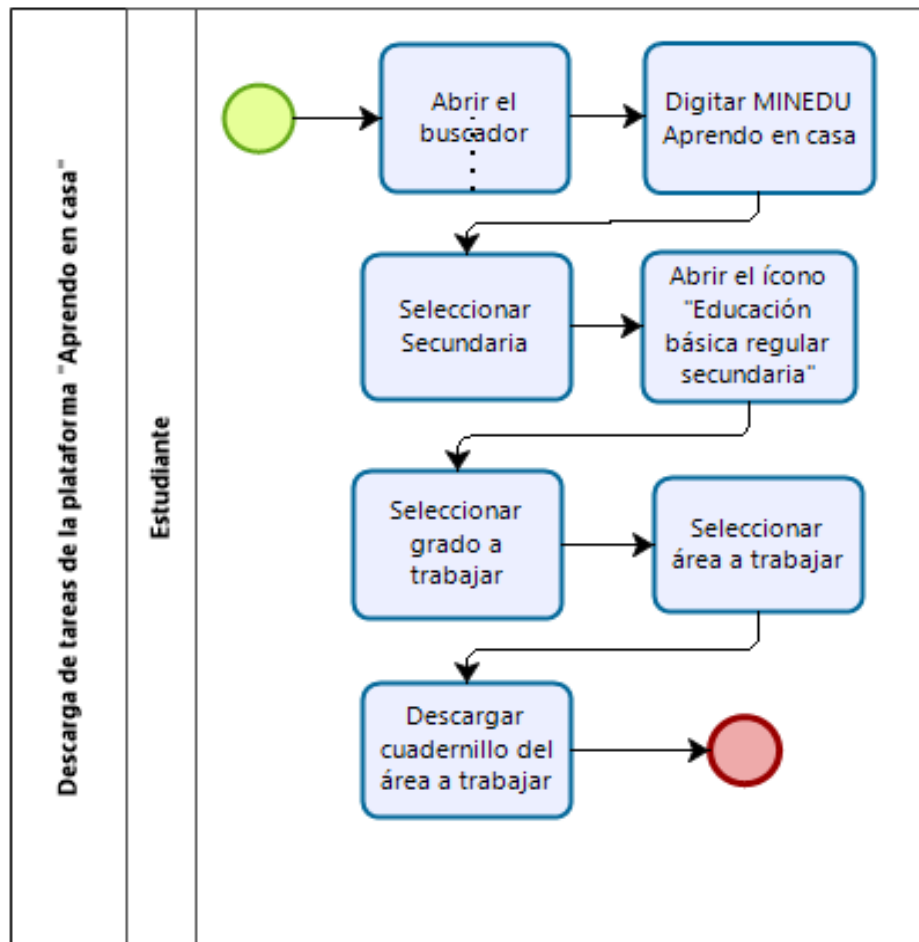 Descarga de tareas de la plataforma "Aprendo en casa"
Estudiante
Abrir el
buscador
Digitar MINEDU
Aprendo en casa
Seleccionar
Secundaria
Abrir el ícono
"Educación
básica regular
secundaria"
Seleccionar
grado a
trabajar
Seleccionar
área a trabajar
Descargar
cuadernillo del
área a trabajar